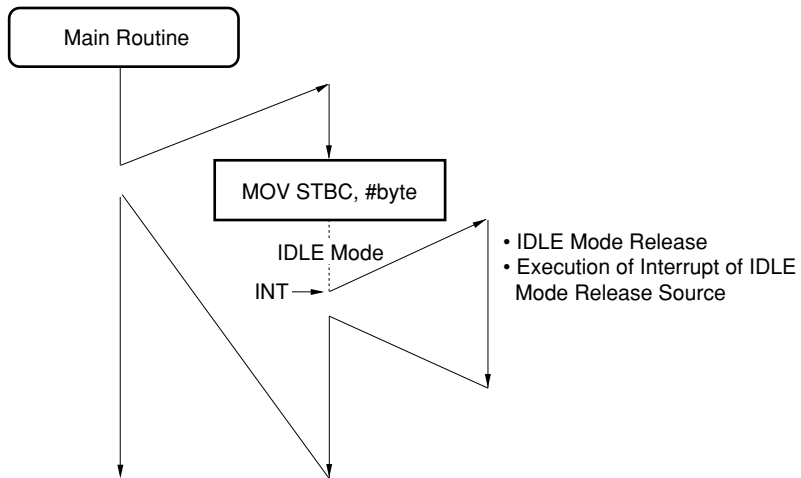 Main Routine
MOV STBC, #byte
IDLE Mode
INT
• IDLE Mode Release
• Execution of Interrupt of IDLE
Mode Release Source